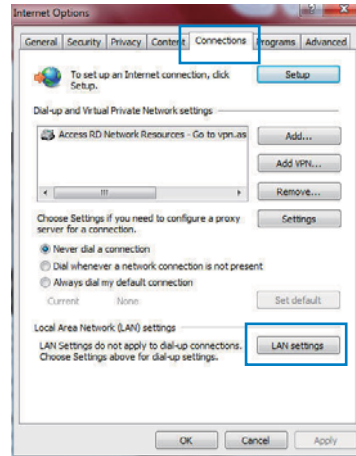 Internet Options
General Security Privacy Content Connections Programs Advanced
To set up an Internet connection, click
Setup.
Setup
Dial-up and Virtual Private Network settings
Access RD Network Resources - Go to vpn.as
Add...
Add VPN...
Remove...
Choose Settings if you need to configure a proxy
server for a connection.
Settings
Never dial a connection
Dial whenever a network connection is not present
Always dial my default connection
Current None
Set default
Local Area Network (LAN) settings
LAN Settings do not apply to dial-up connections.
Choose Settings above for dial-up settings.
LAN settings
OK Cancel Apply